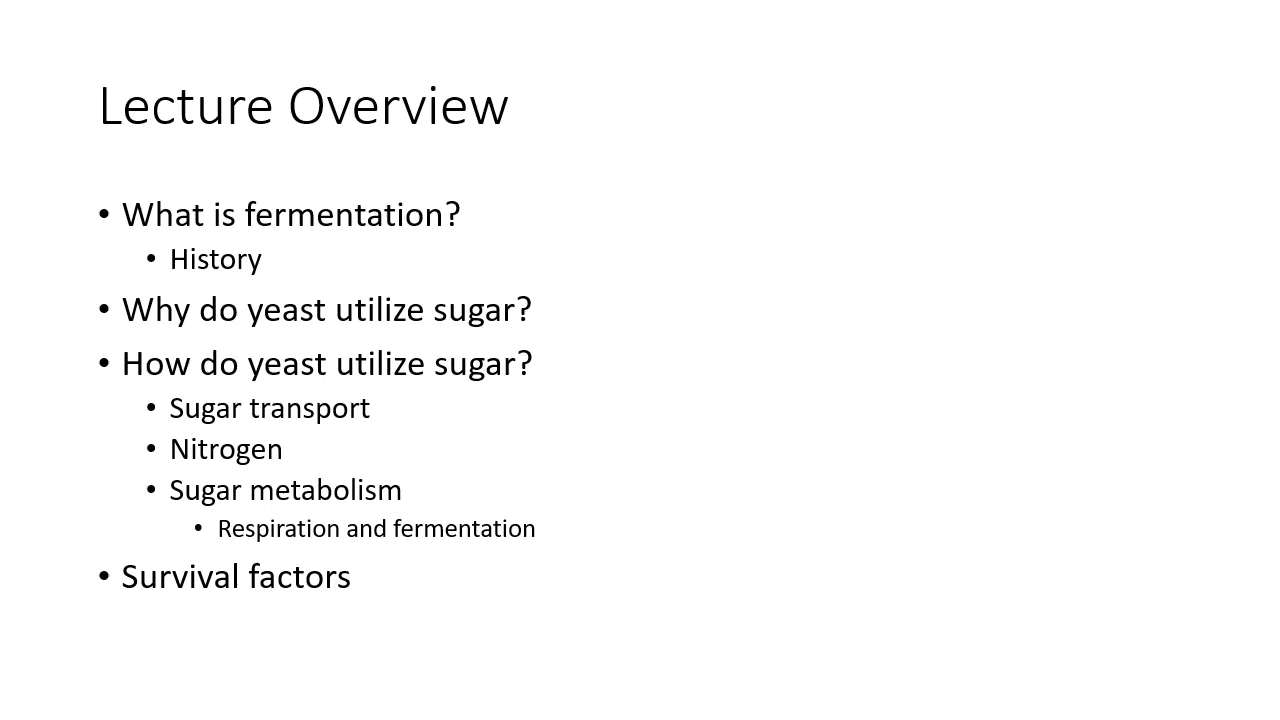 Lecture Overview
• What is fermentation?
• History
• Why do yeast utilize sugar?
• How do yeast utilize sugar?
• Sugar transport
• Nitrogen
• Sugar metabolism
• Respiration and fermentation
• Survival factors